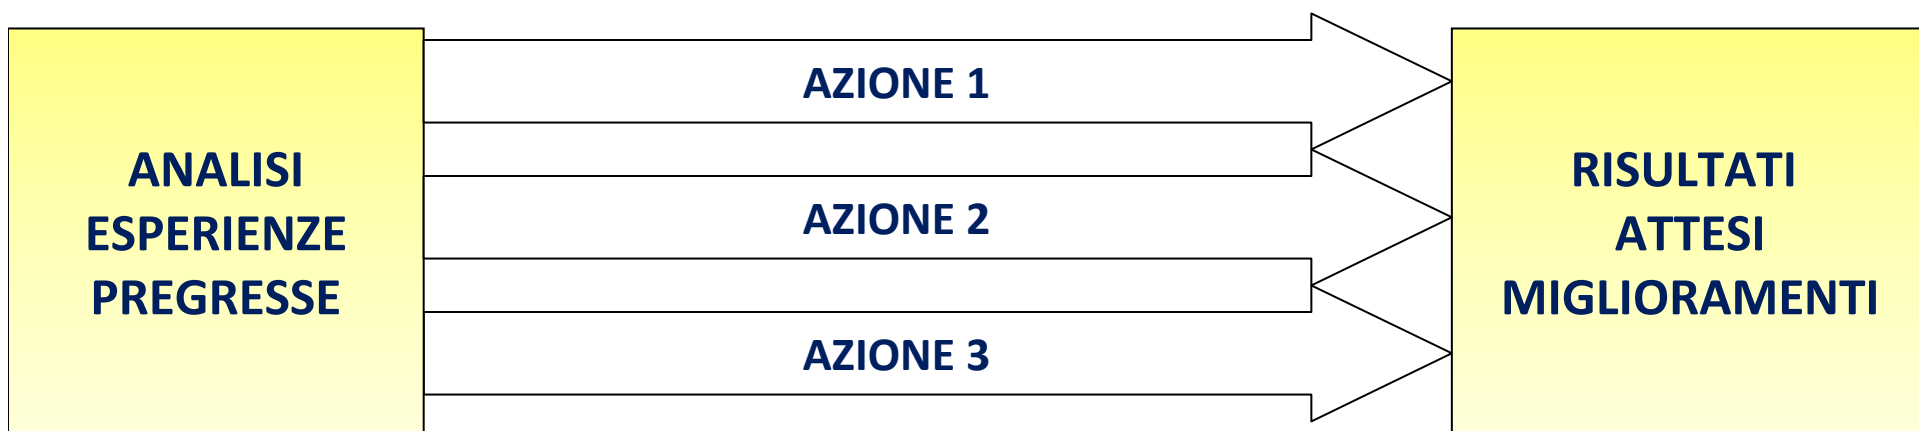 ANALISI
ESPERIENZE
PREGRESSE
AZIONE 1
AZIONE 2
AZIONE 3
RISULTATI
ATTESI
MIGLIORAMENTI